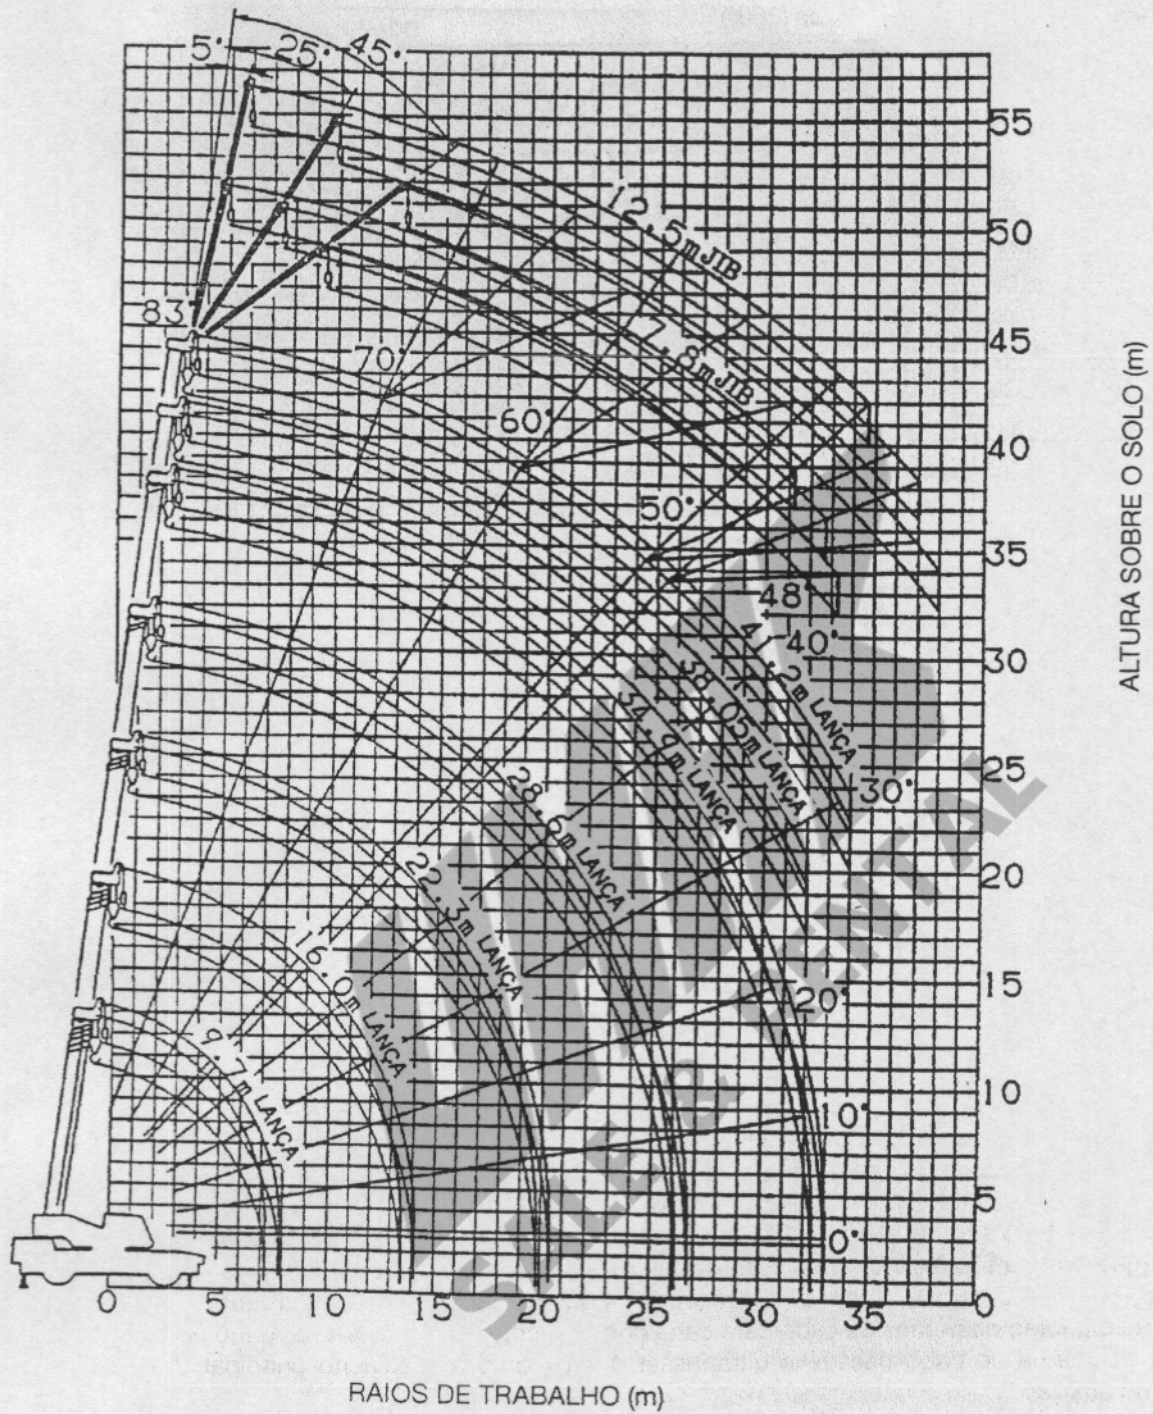 5° 25° 45°
55
12.5m JIB
50
83°
45
70°
7.8m JIB
60°
40
50°
35
48°
40°
41.2m LANÇA
30
38.05m LANÇA
34.9m LANÇA
25
30°
28.6m LANÇA
20
22.3m LANÇA
16.0m LANÇA
15
20°
9.7m LANÇA
10
10°
5
0°
0 5 10 15 20 25 30 35 0
RAIOS DE TRABALHO (m)
ALTURA SOBRE O SOLO (m)
SALE & RENTAL